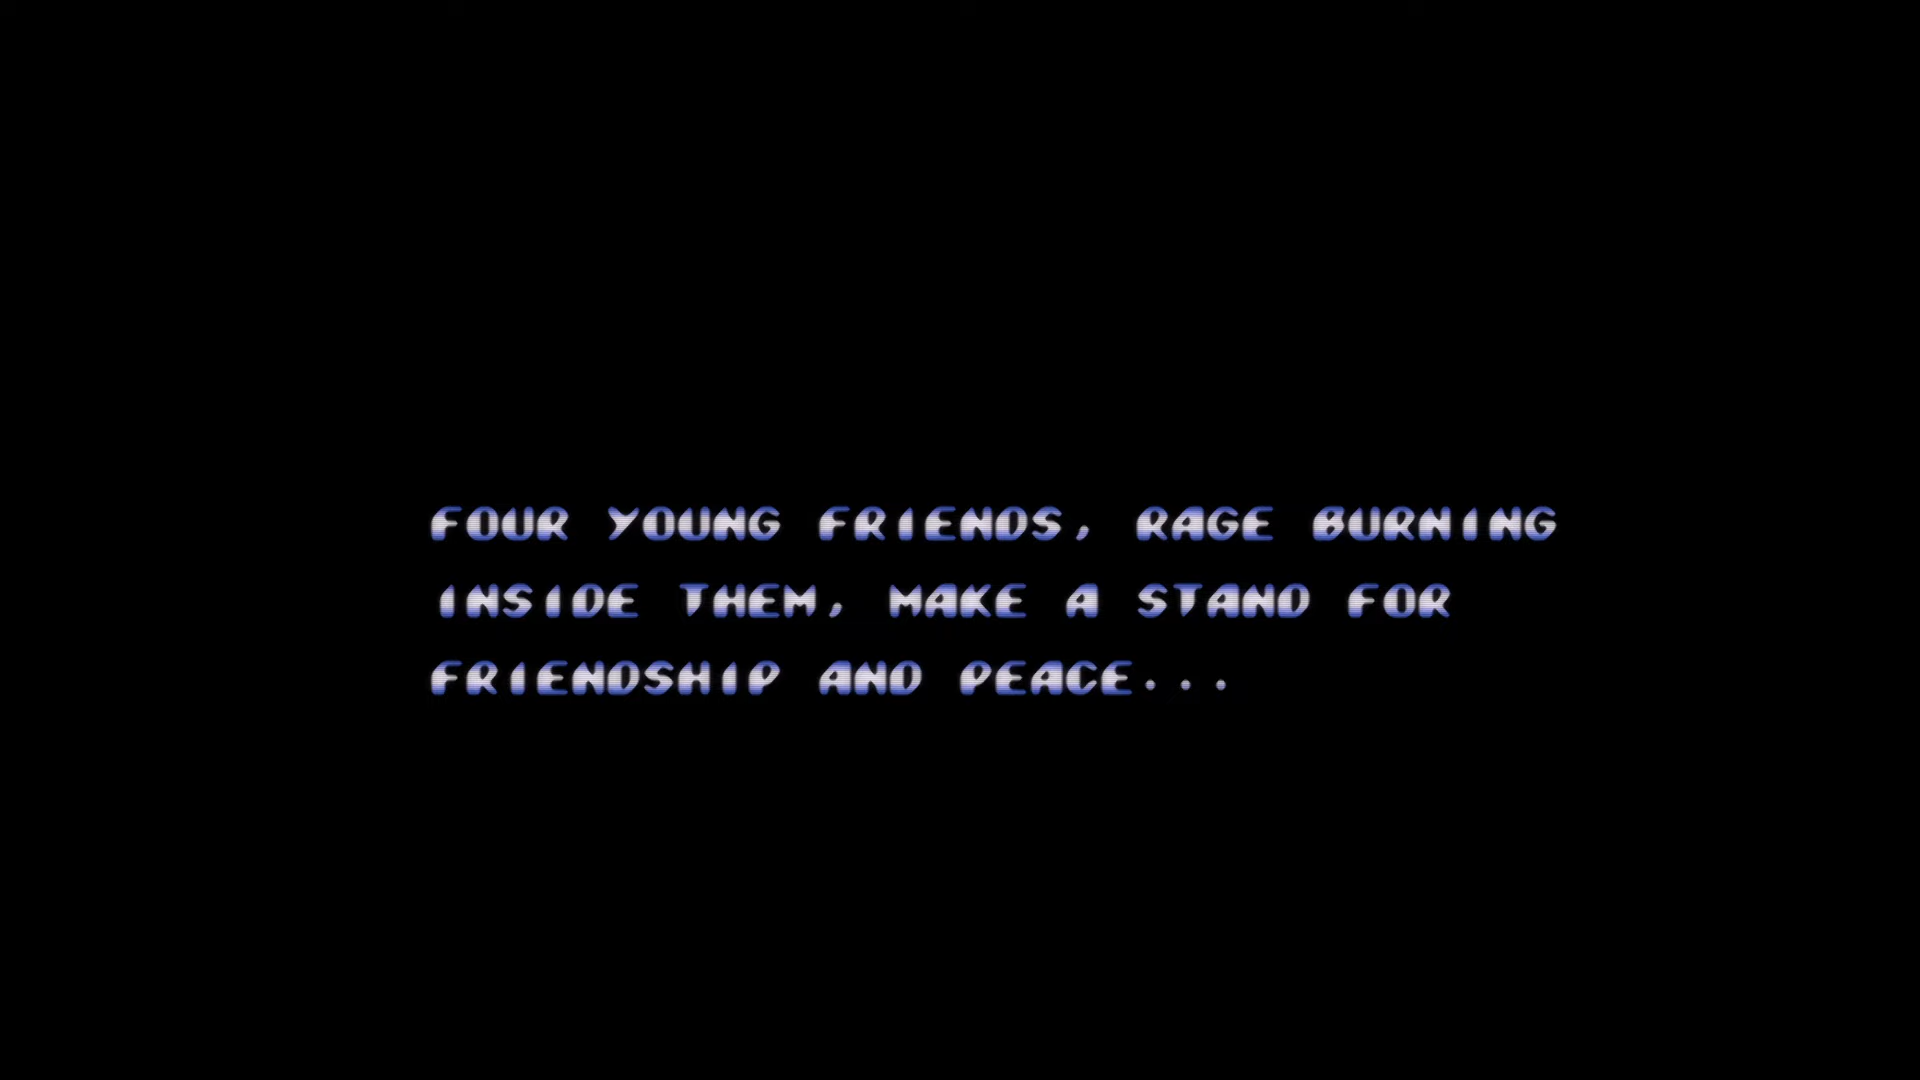 FOUR YOUNG FRIENDS, RAGE BURNING
INSIDE THEM, MAKE A STAND FOR
FRIENDSHIP AND PEACE...